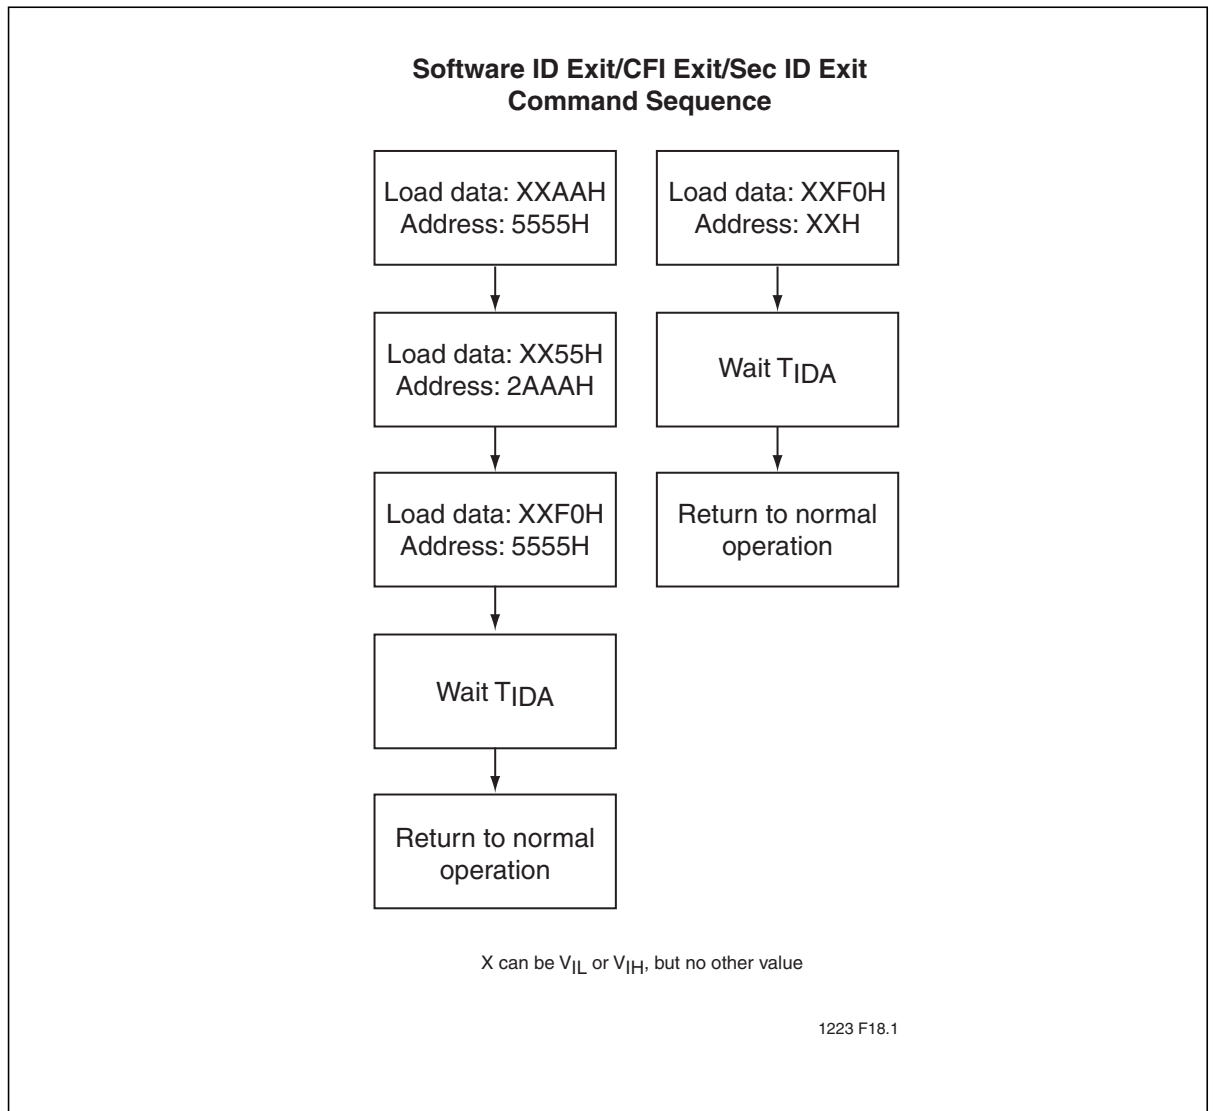 Software ID Exit/CFI Exit/Sec ID Exit
Command Sequence
Load data: XXAAH
Address: 5555H
Load data: XX55H
Address: 2AAAH
Load data: XXF0H
Address: 5555H
Wait TIDA
Return to normal
operation
Load data: XXF0H
Address: XXH
Wait TIDA
Return to normal
operation
X can be VIL or VIH, but no other value
1223 F18.1